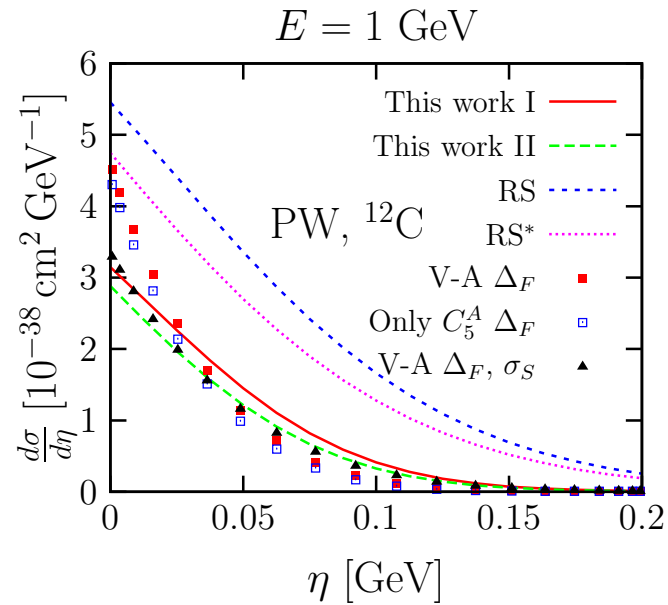 E = 1 GeV
dσ/dη [10⁻³⁸ cm² GeV⁻¹]
6
5
4
3
2
1
0
This work I
This work II
RS
RS*
PW, ¹²C
V-A Δ_F
Only C₅ᴬ Δ_F
V-A Δ_F, σ_S
0
0.05
0.1
0.15
0.2
η [GeV]